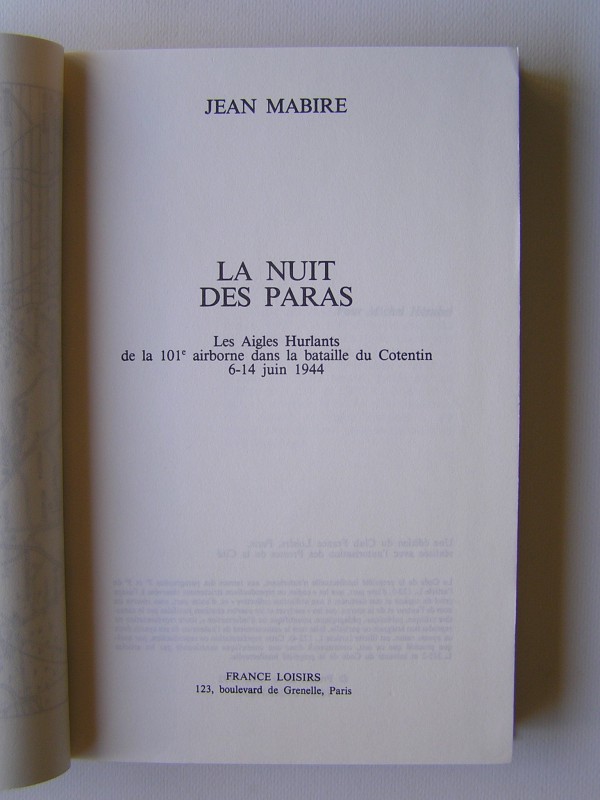 JEAN MABIRE
LA NUIT
DES PARAS
Les Aigles Hurlants
de la 101e airborne dans la bataille du Cotentin
6-14 juin 1944
FRANCE LOISIRS
123, boulevard de Grenelle, Paris